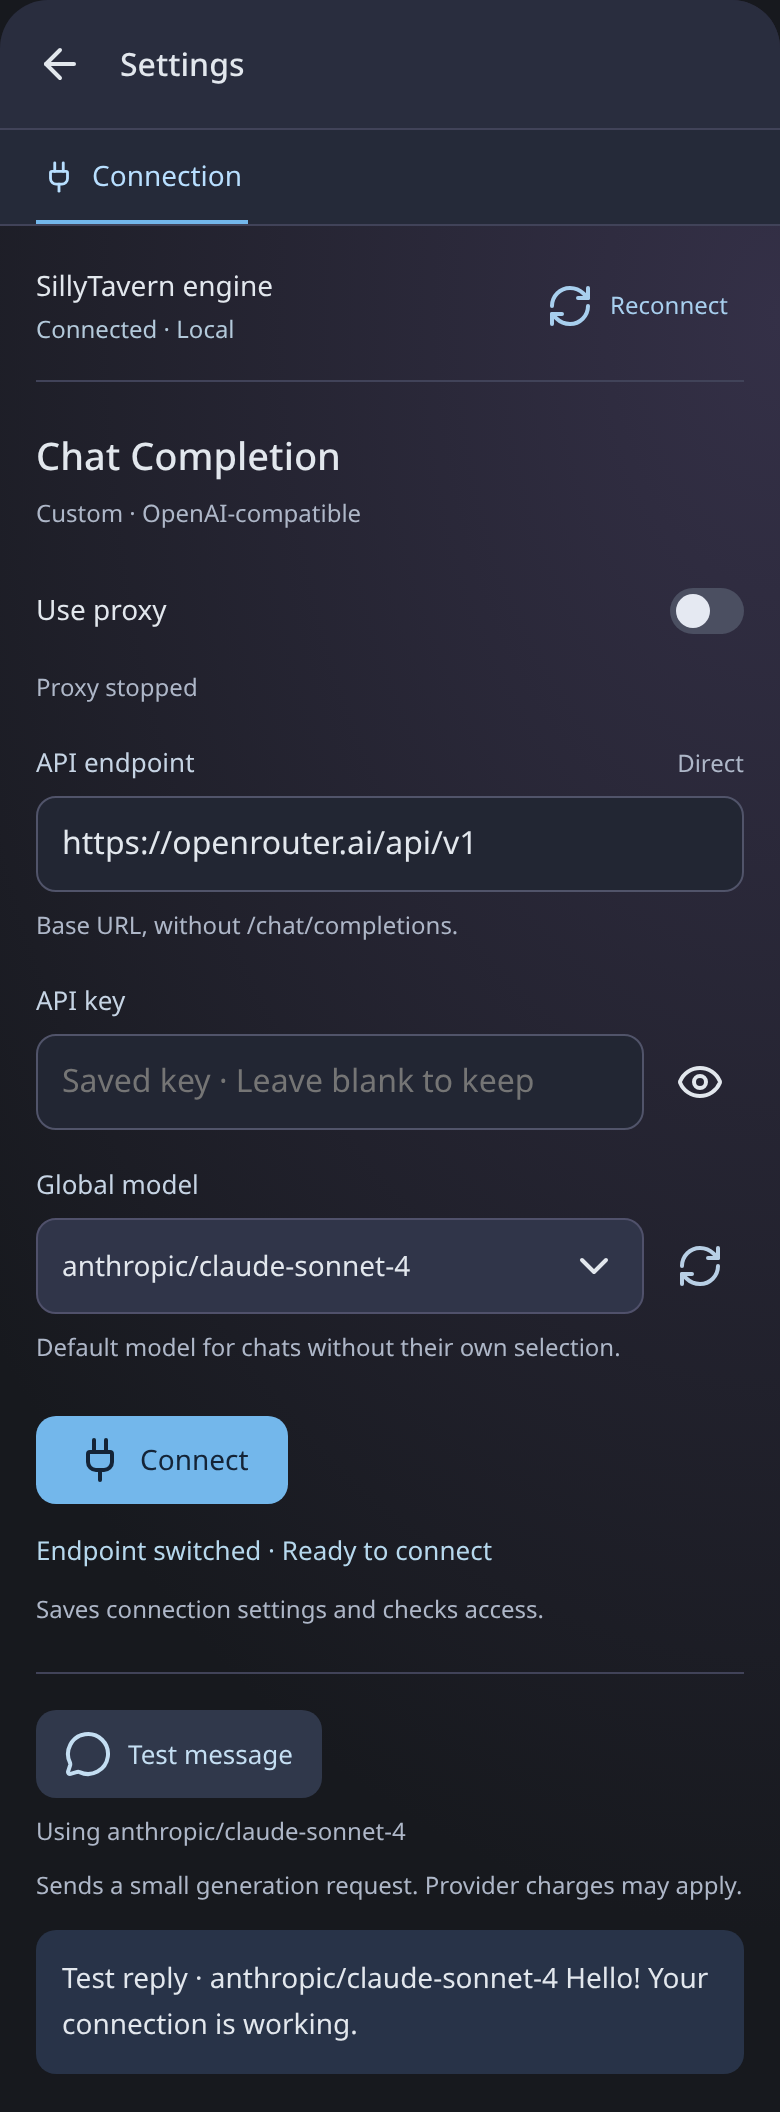 Settings
Connection
SillyTavern engine
Connected · Local
Reconnect
Chat Completion
Custom · OpenAI-compatible
Use proxy
Proxy stopped
API endpoint
Direct
https://openrouter.ai/api/v1
Base URL, without /chat/completions.
API key
Saved key · Leave blank to keep
Global model
anthropic/claude-sonnet-4
Default model for chats without their own selection.
Connect
Endpoint switched · Ready to connect
Saves connection settings and checks access.
Test message
Using anthropic/claude-sonnet-4
Sends a small generation request. Provider charges may apply.
Test reply · anthropic/claude-sonnet-4 Hello! Your
connection is working.